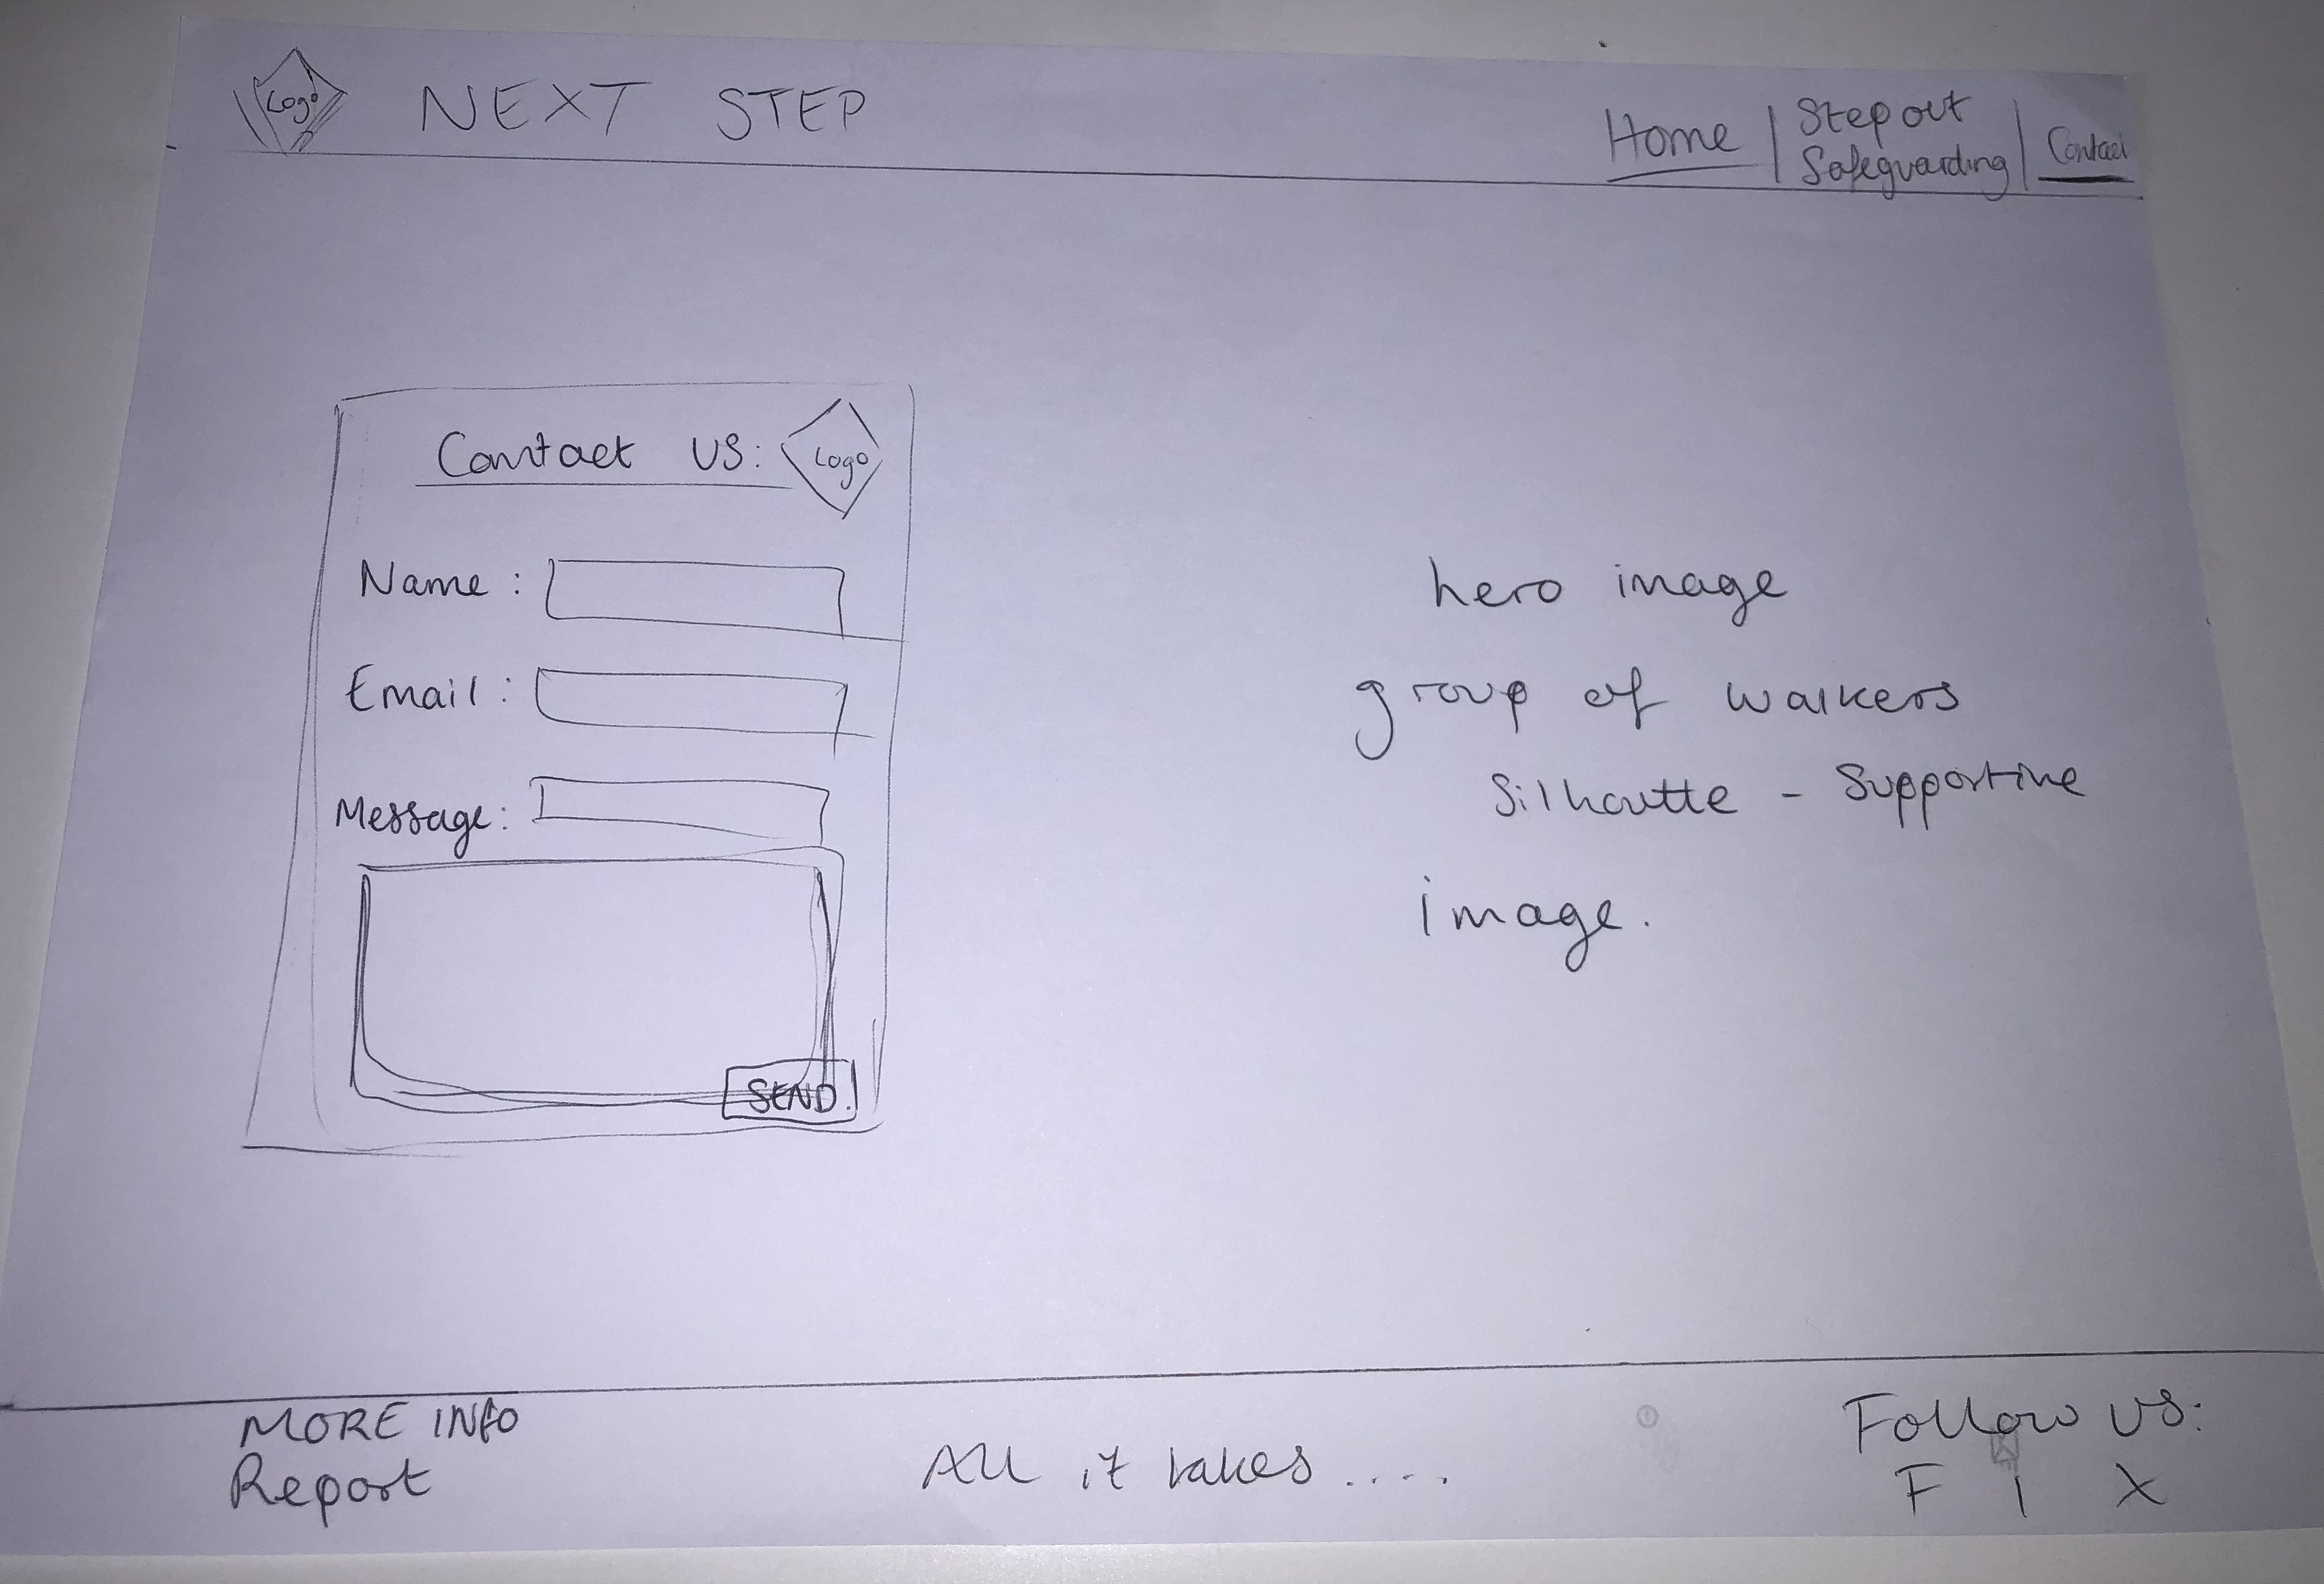 Logo NEXT STEP
Home | Step out Safeguarding | Contact
Contact US: Logo
Name :
Email :
Message :
SEND.
hero image
group of walkers
Silhoutte - Supportive
image.
MORE INFO
Report
All it takes ....
Follow US:
F I X